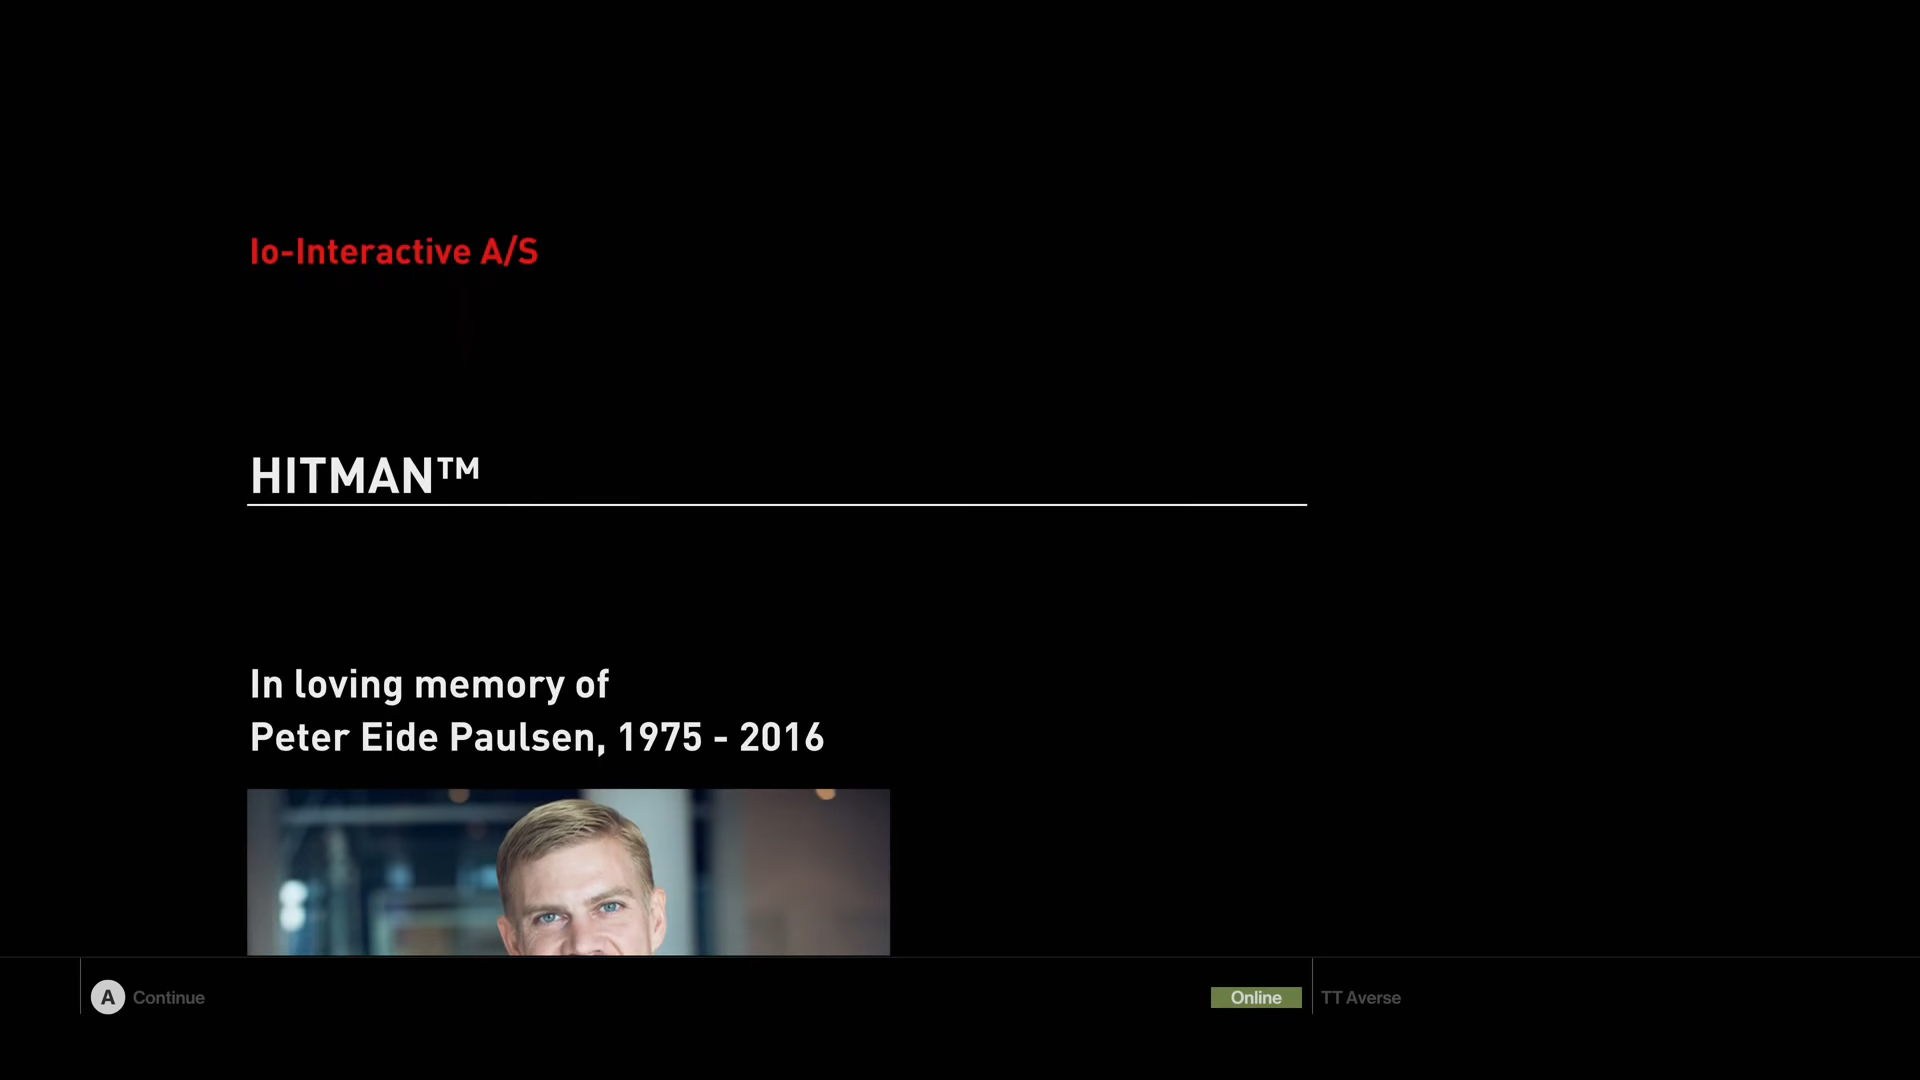 Io-Interactive A/S
HITMAN™
In loving memory of
Peter Eide Paulsen, 1975 - 2016
A Continue
Online TT Averse